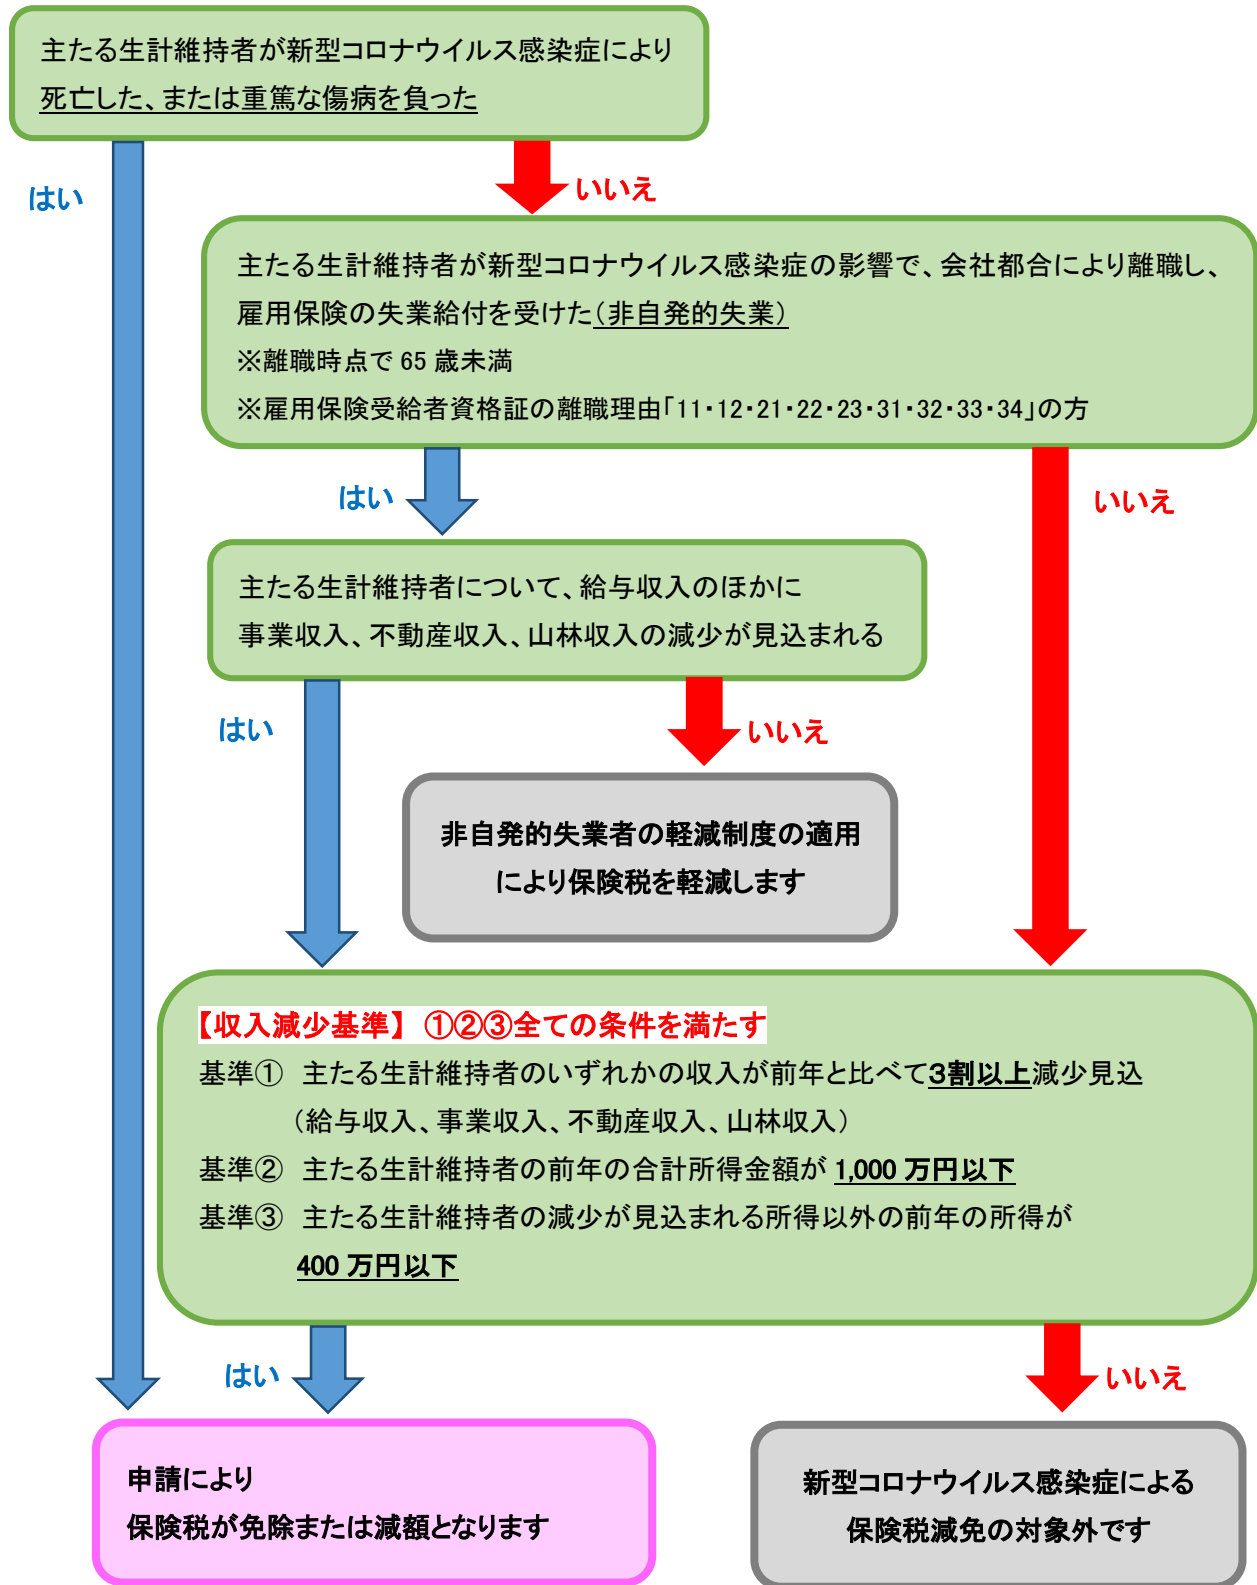 主たる生計維持者が新型コロナウイルス感染症により
死亡した、または重篤な傷病を負った
はい
いいえ
主たる生計維持者が新型コロナウイルス感染症の影響で、会社都合により離職し、
雇用保険の失業給付を受けた(非自発的失業)
※離職時点で 65 歳未満
※雇用保険受給者資格証の離職理由「11・12・21・22・23・31・32・33・34」の方
はい
いいえ
主たる生計維持者について、給与収入のほかに
事業収入、不動産収入、山林収入の減少が見込まれる
はい
いいえ
非自発的失業者の軽減制度の適用
により保険税を軽減します
【収入減少基準】 ①②③全ての条件を満たす
基準① 主たる生計維持者のいずれかの収入が前年と比べて3割以上減少見込
(給与収入、事業収入、不動産収入、山林収入)
基準② 主たる生計維持者の前年の合計所得金額が 1,000 万円以下
基準③ 主たる生計維持者の減少が見込まれる所得以外の前年の所得が
400 万円以下
はい
いいえ
申請により
保険税が免除または減額となります
新型コロナウイルス感染症による
保険税減免の対象外です